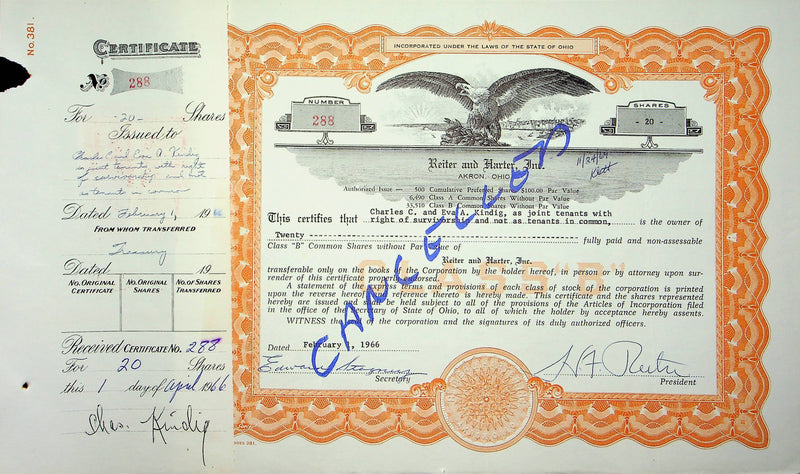 No. 381.
CERTIFICATE
No 288
For -20- Shares
Issued to
Charles C. and Eva A. Kindig
as joint tenants with right
of survivorship and not
as tenants in common
Dated February 1, 1966
FROM WHOM TRANSFERRED
Treasury
Dated 19
NO. ORIGINAL CERTIFICATE
NO. ORIGINAL SHARES
NO. OF SHARES TRANSFERRED
Received CERTIFICATE No. 288
For 20 Shares
this 1 day of April 1966
Chas. Kindig
INCORPORATED UNDER THE LAWS OF THE STATE OF OHIO
NUMBER
288
SHARES
- 20 -
Reiter and Harter, Inc.
AKRON, OHIO
11/24/69
Authorized Issue — 500 Cumulative Preferred Shares $100.00 Par Value
6,490 Class A Common Shares Without Par Value
33,510 Class B Common Shares Without Par Value
CANCELLED
This certifies that Charles C. and Eva A. Kindig, as joint tenants with
right of survivorship and not as tenants in common, is the owner of
Twenty fully paid and non-assessable
Class "B" Common Shares without Par Value of
Reiter and Harter, Inc.
CLASS "B"
transferable only on the books of the Corporation by the holder hereof, in person or by attorney upon sur-
render of this certificate properly endorsed.
A statement of the express terms and provisions of each class of stock of the corporation is printed
upon the reverse hereof and reference thereto is hereby made. This certificate and the shares represented
hereby are issued and shall be held subject to all of the provisions of the Articles of Incorporation filed
in the office of the Secretary of State of Ohio, to all of which the holder by acceptance hereby assents.
WITNESS the seal of the corporation and the signatures of its duly authorized officers.
Dated February 1, 1966
Edward
Secretary
H F Reiter
President
381.